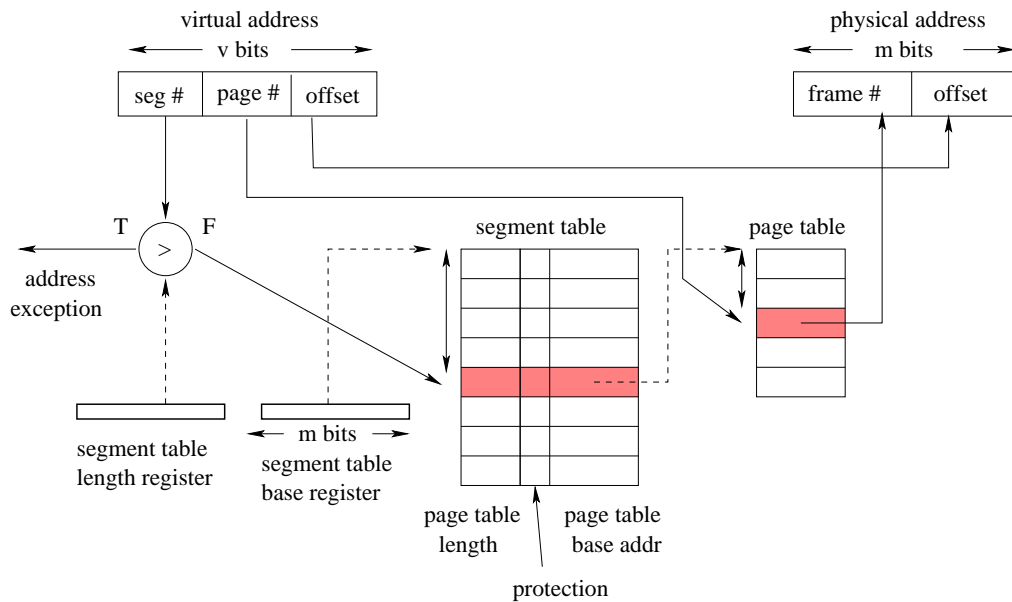 virtual address
v bits
seg #
page #
offset
physical address
m bits
frame #
offset
T
F
>
address
exception
segment table
page table
m bits
segment table
length register
segment table
base register
page table
length
page table
base addr
protection